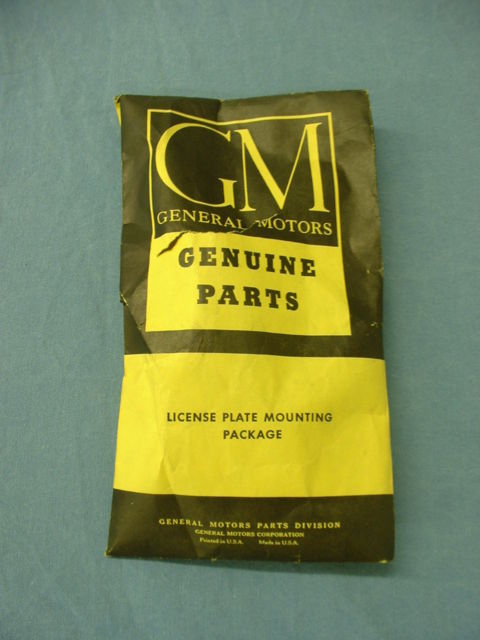 GM
GENERAL MOTORS
GENUINE
PARTS
LICENSE PLATE MOUNTING
PACKAGE
GENERAL MOTORS PARTS DIVISION
GENERAL MOTORS CORPORATION
Printed in U.S.A. Made in U.S.A.